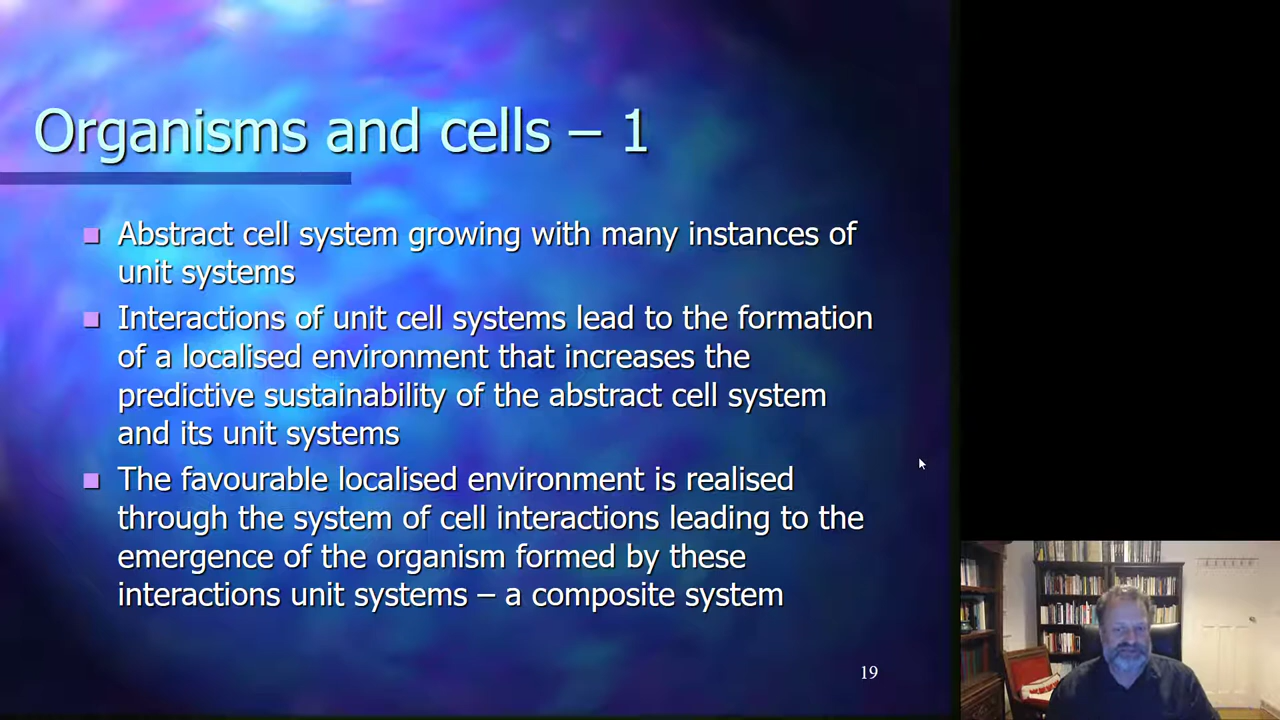 Organisms and cells – 1
Abstract cell system growing with many instances of
unit systems
Interactions of unit cell systems lead to the formation
of a localised environment that increases the
predictive sustainability of the abstract cell system
and its unit systems
The favourable localised environment is realised
through the system of cell interactions leading to the
emergence of the organism formed by these
interactions unit systems – a composite system
19